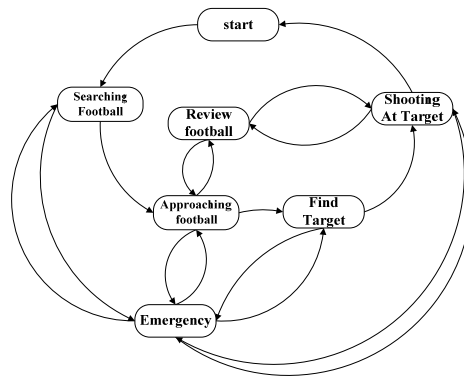 start
Searching
Football
Shooting
At Target
Review
football
Approaching
football
Find
Target
Emergency